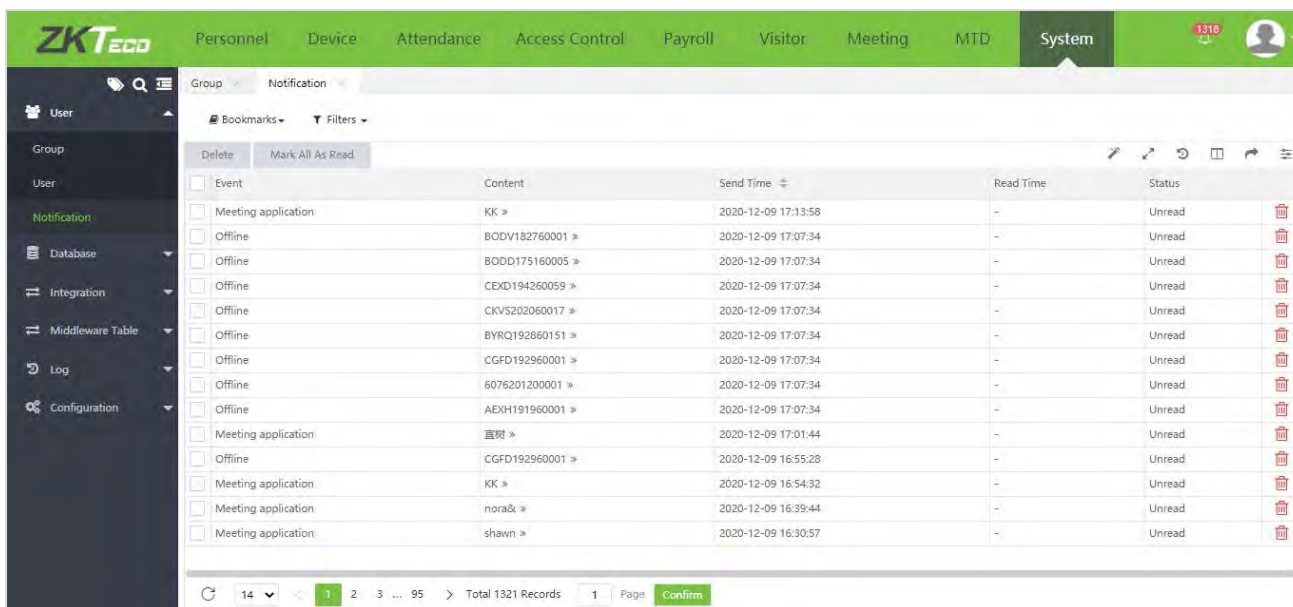 ZKTECO Personnel Device Attendance Access Control Payroll Visitor Meeting MTD System 1318
Group Notification
User
Bookmarks Filters
Group
Delete Mark All As Read
User
Event Content Send Time Read Time Status
Notification
Meeting application KK » 2020-12-09 17:13:58 - Unread
Offline BODV182760001 » 2020-12-09 17:07:34 - Unread
Database
Offline BODD175160005 » 2020-12-09 17:07:34 - Unread
Offline CEXD194260059 » 2020-12-09 17:07:34 - Unread
Integration
Offline CKVS202060017 » 2020-12-09 17:07:34 - Unread
Middleware Table
Offline BYRQ192860151 » 2020-12-09 17:07:34 - Unread
Offline CGFD192960001 » 2020-12-09 17:07:34 - Unread
Log
Offline 6076201200001 » 2020-12-09 17:07:34 - Unread
Configuration
Offline AEXH191960001 » 2020-12-09 17:07:34 - Unread
Meeting application 直树 » 2020-12-09 17:01:44 - Unread
Offline CGFD192960001 » 2020-12-09 16:55:28 - Unread
Meeting application KK » 2020-12-09 16:54:32 - Unread
Meeting application nora& » 2020-12-09 16:39:44 - Unread
Meeting application shawn » 2020-12-09 16:30:57 - Unread
14 < 1 2 3 ... 95 > Total 1321 Records 1 Page Confirm